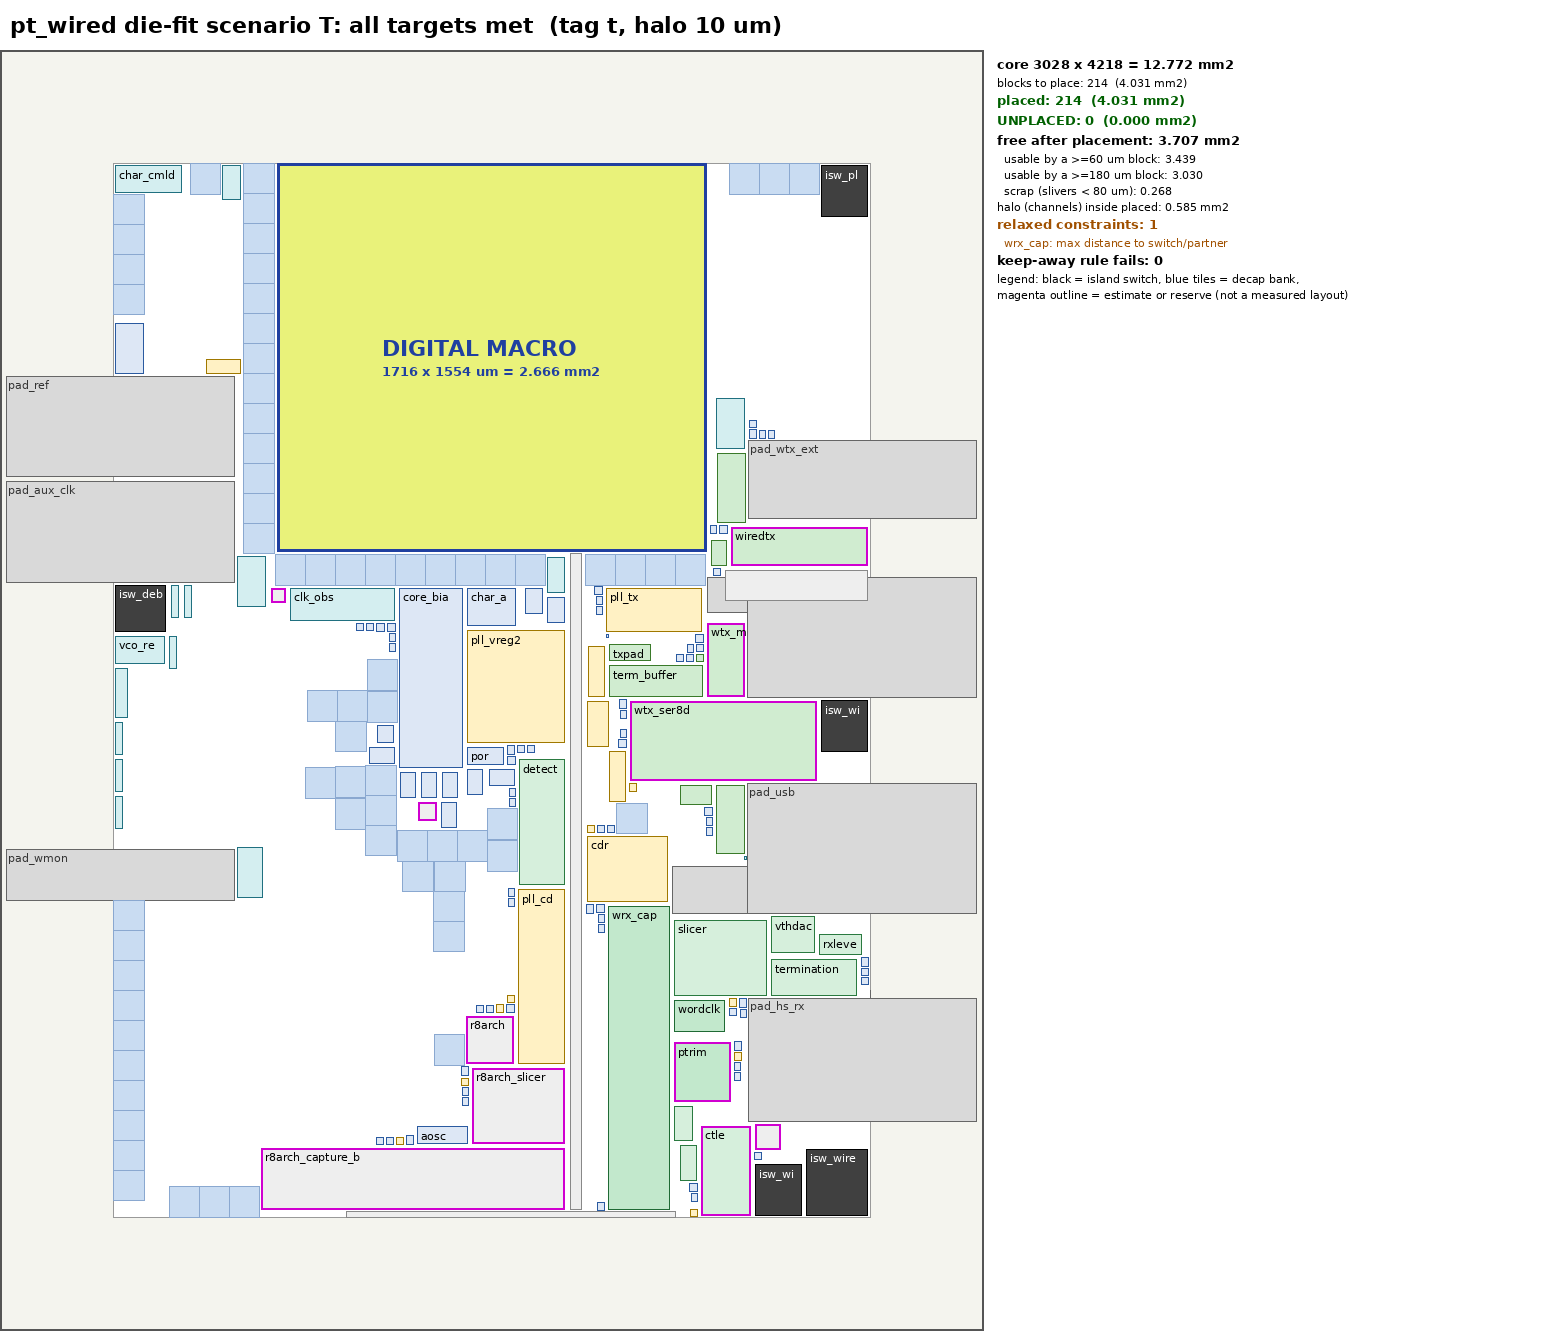 pt_wired die-fit scenario T: all targets met  (tag t, halo 10 um)
core 3028 x 4218 = 12.772 mm2
blocks to place: 214  (4.031 mm2)
placed: 214  (4.031 mm2)
UNPLACED: 0  (0.000 mm2)
free after placement: 3.707 mm2
usable by a >=60 um block: 3.439
usable by a >=180 um block: 3.030
scrap (slivers < 80 um): 0.268
halo (channels) inside placed: 0.585 mm2
relaxed constraints: 1
wrx_cap: max distance to switch/partner
keep-away rule fails: 0
legend: black = island switch, blue tiles = decap bank,
magenta outline = estimate or reserve (not a measured layout)
char_cmld
isw_pl
DIGITAL MACRO
1716 x 1554 um = 2.666 mm2
pad_ref
pad_wtx_ext
pad_aux_clk
wiredtx
isw_deb
clk_obs
core_bia
char_a
pll_tx
vco_re
pll_vreg2
wtx_m
txpad
term_buffer
wtx_ser8d
isw_wi
por
detect
pad_usb
cdr
pad_wmon
pll_cd
wrx_cap
slicer
vthdac
rxleve
termination
wordclk
pad_hs_rx
r8arch
ptrim
r8arch_slicer
aosc
ctle
r8arch_capture_b
isw_wire
isw_wi